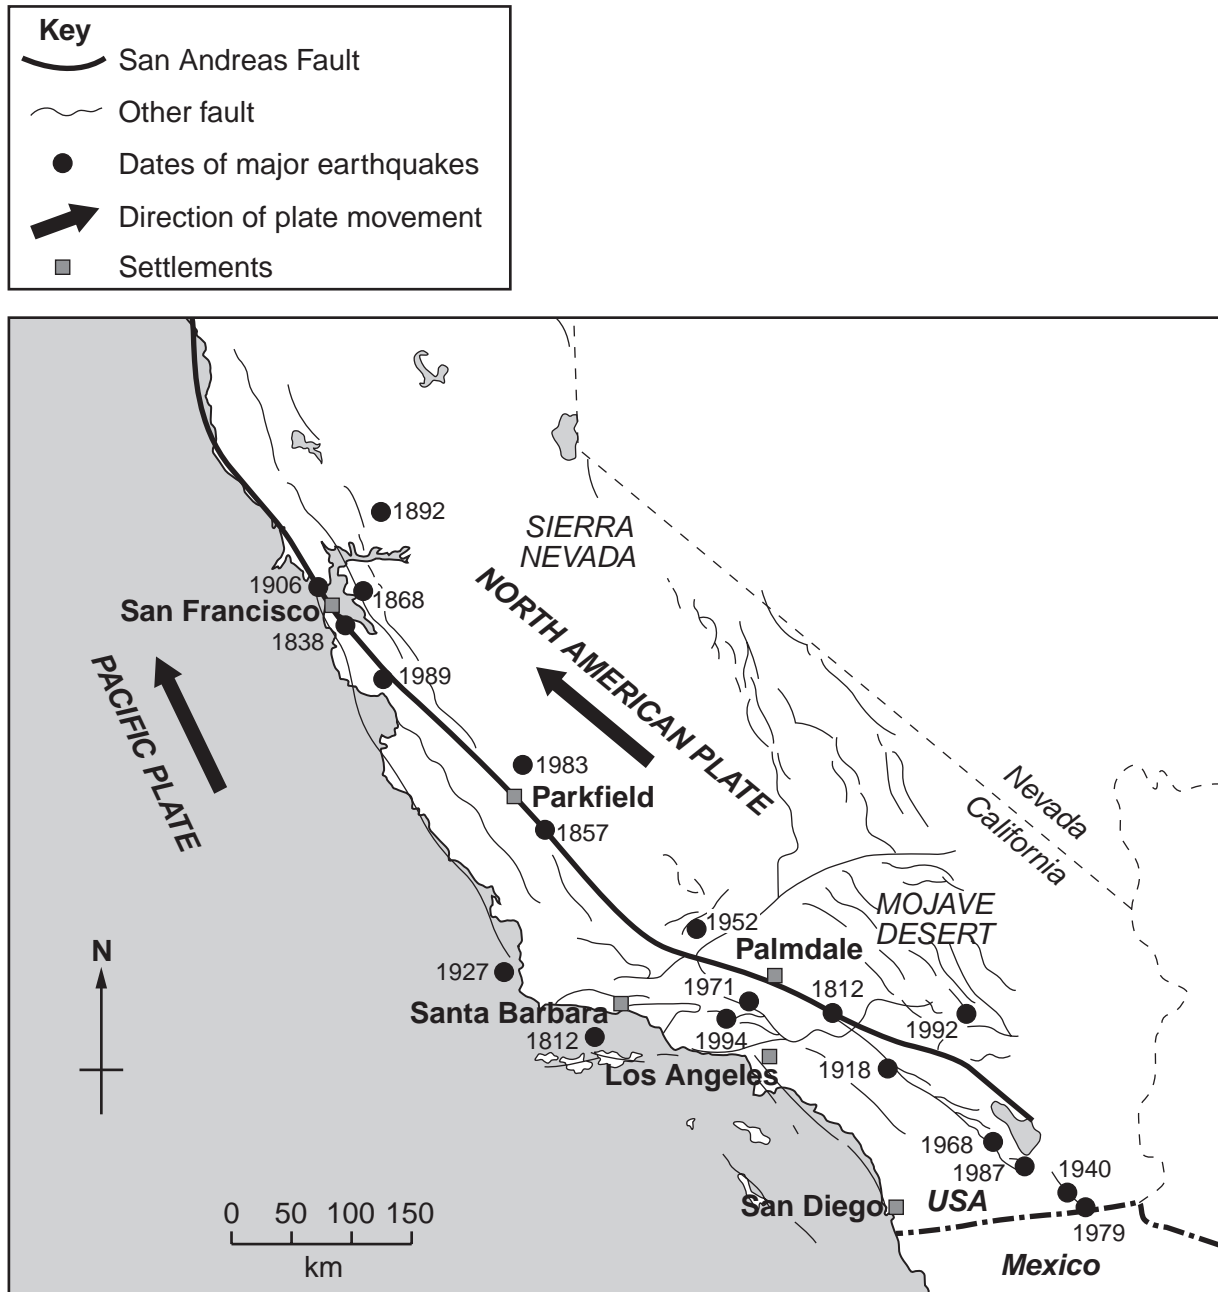 Key
San Andreas Fault
Other fault
Dates of major earthquakes
Direction of plate movement
Settlements
1892
SIERRA
NEVADA
1906
1868
San Francisco
1838
NORTH AMERICAN PLATE
1989
PACIFIC PLATE
1983
Parkfield
1857
Nevada
California
MOJAVE
DESERT
1952
Palmdale
N
1927
1971
1812
Santa Barbara
1992
1812
1994
Los Angeles
1918
1968
1987
1940
San Diego
USA
1979
0 50 100 150
km
Mexico